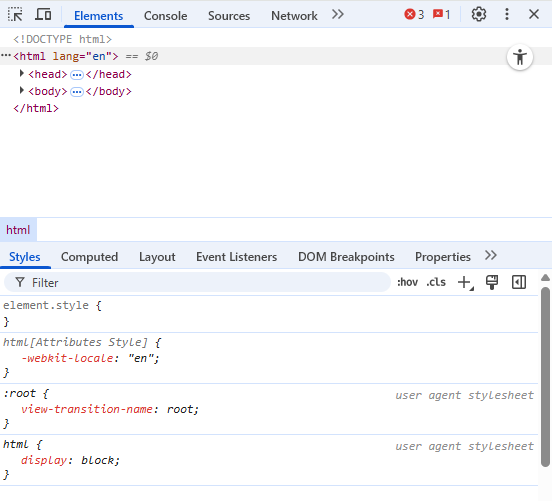 Elements Console Sources Network 3 1
<!DOCTYPE html>
<html lang="en"> == $0
<head> ··· </head>
<body> ··· </body>
</html>
html
Styles Computed Layout Event Listeners DOM Breakpoints Properties
Filter :hov .cls
element.style {
}
html[Attributes Style] {
-webkit-locale: "en";
}
:root { user agent stylesheet
view-transition-name: root;
}
html { user agent stylesheet
display: block;
}